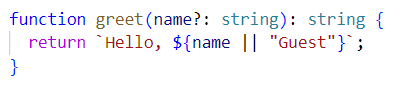 function greet(name?: string): string {
  return `Hello, ${name || "Guest"}`;
}